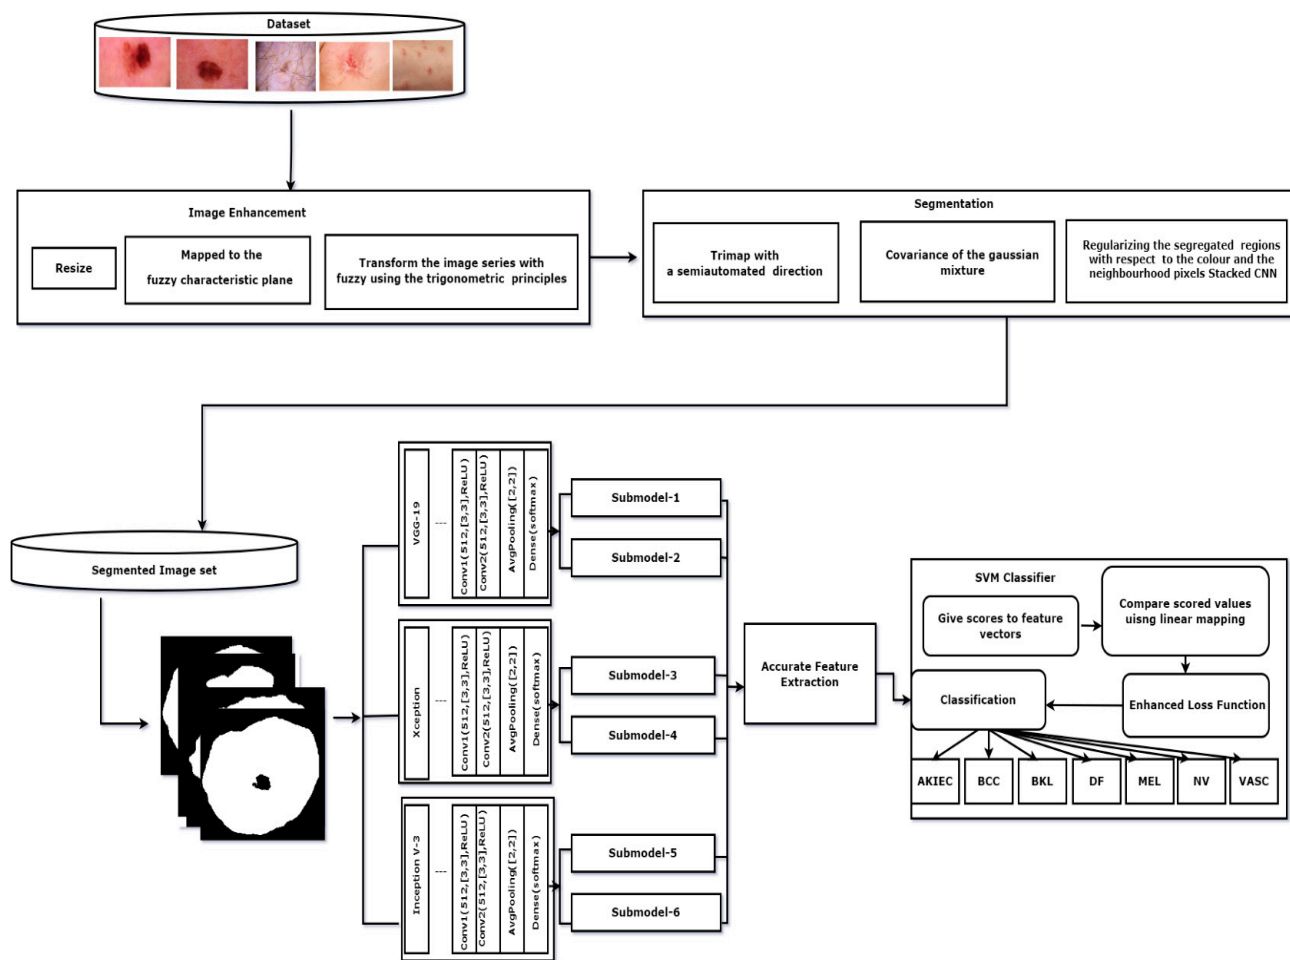 Dataset
Image Enhancement
Resize
Mapped to the
fuzzy characteristic plane
Transform the image series with
fuzzy using the trigonometric principles
Segmentation
Trimap with
a semiautomated direction
Covariance of the gaussian
mixture
Regularizing the segregated regions
with respect to the colour and the
neighbourhood pixels Stacked CNN
Segmented Image set
VGG-19
---
Conv1(512,[3,3],ReLU)
Conv2(512,[3,3],ReLU)
AvgPooling([2,2])
Dense(softmax)
Submodel-1
Submodel-2
Xception
---
Conv1(512,[3,3],ReLU)
Conv2(512,[3,3],ReLU)
AvgPooling([2,2])
Dense(softmax)
Submodel-3
Submodel-4
Inception V-3
---
Conv1(512,[3,3],ReLU)
Conv2(512,[3,3],ReLU)
AvgPooling([2,2])
Dense(softmax)
Submodel-5
Submodel-6
Accurate Feature
Extraction
SVM Classifier
Give scores to feature
vectors
Compare scored values
uisng linear mapping
Classification
Enhanced Loss Function
AKIEC
BCC
BKL
DF
MEL
NV
VASC